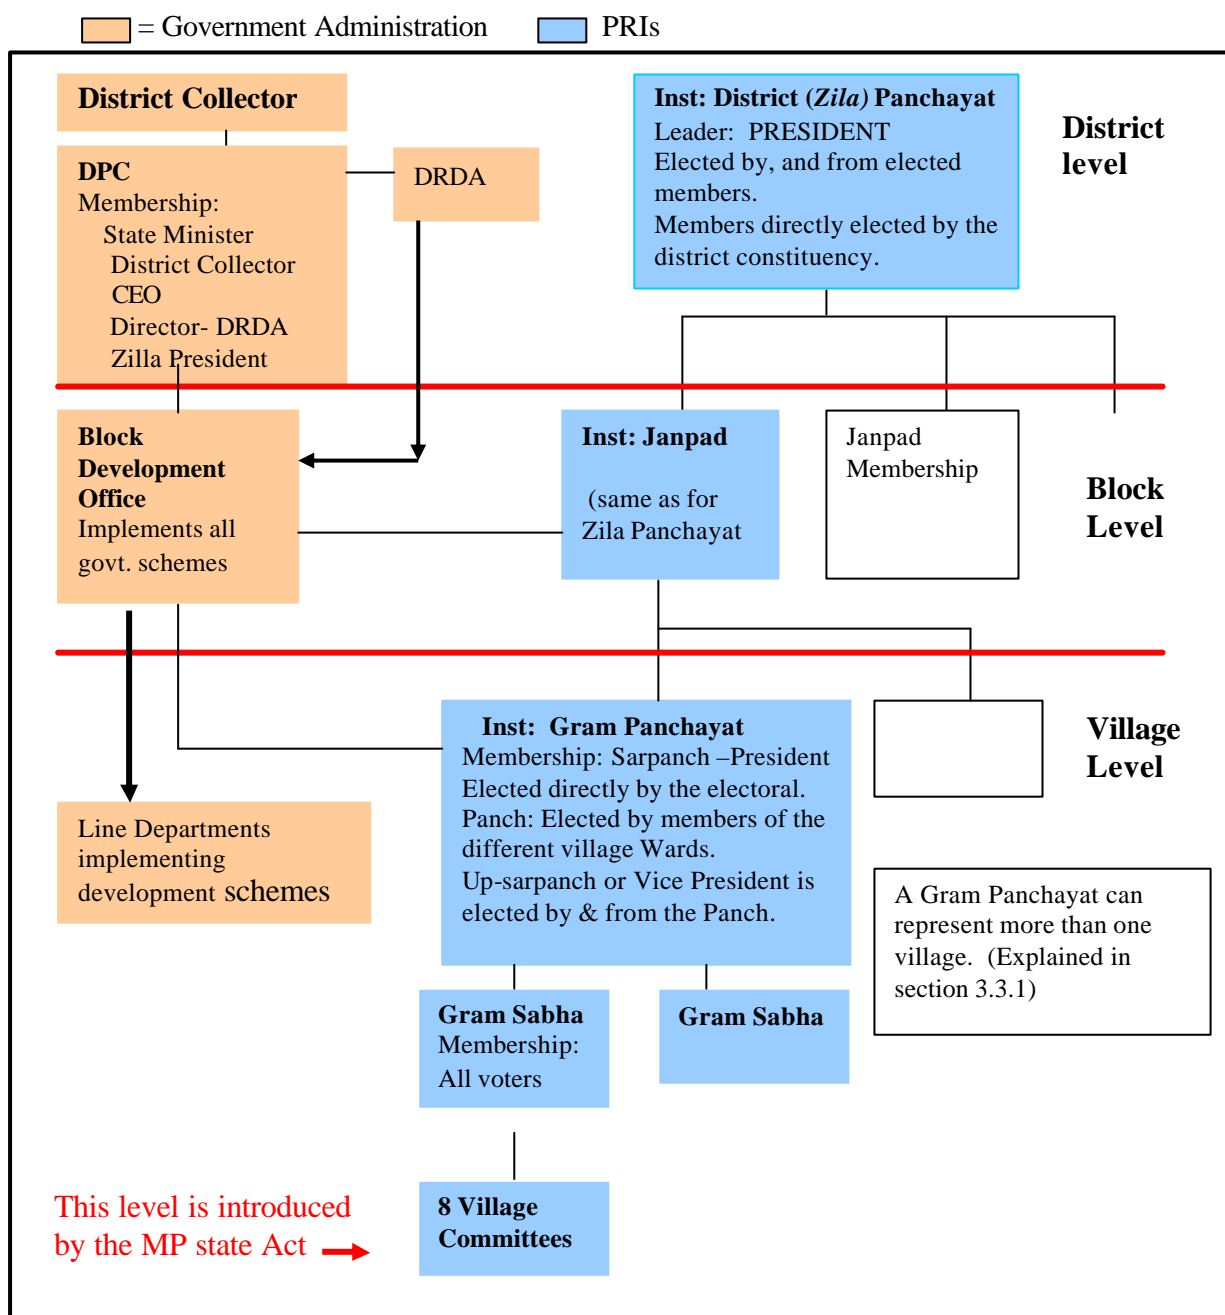 = Government Administration PRIs
District Collector
DPC
Membership:
State Minister
District Collector
CEO
Director- DRDA
Zilla President
DRDA
Inst: District (Zila) Panchayat
Leader: PRESIDENT
Elected by, and from elected
members.
Members directly elected by the
district constituency.
District
level
Block
Development
Office
Implements all
govt. schemes
Inst: Janpad
(same as for
Zila Panchayat
Janpad
Membership
Block
Level
Inst: Gram Panchayat
Membership: Sarpanch –President
Elected directly by the electoral.
Panch: Elected by members of the
different village Wards.
Up-sarpanch or Vice President is
elected by & from the Panch.
Village
Level
Line Departments
implementing
development schemes
A Gram Panchayat can
represent more than one
village. (Explained in
section 3.3.1)
Gram Sabha
Membership:
All voters
Gram Sabha
This level is introduced
by the MP state Act
8 Village
Committees